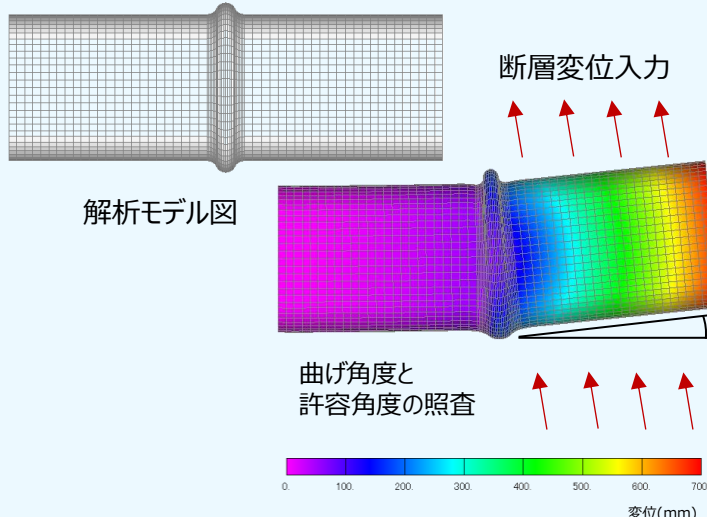 断層変位入力
解析モデル図
曲げ角度と
許容角度の照査
0. 100. 200. 300. 400. 500. 600. 700
変位(mm)